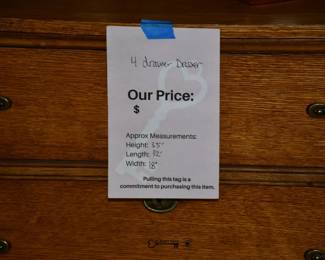 4 drawer Dresser
Our Price:
$
Approx Measurements:
Height: 35"
Length: 42"
Width: 18"
Pulling this tag is a
commitment to purchasing this item.